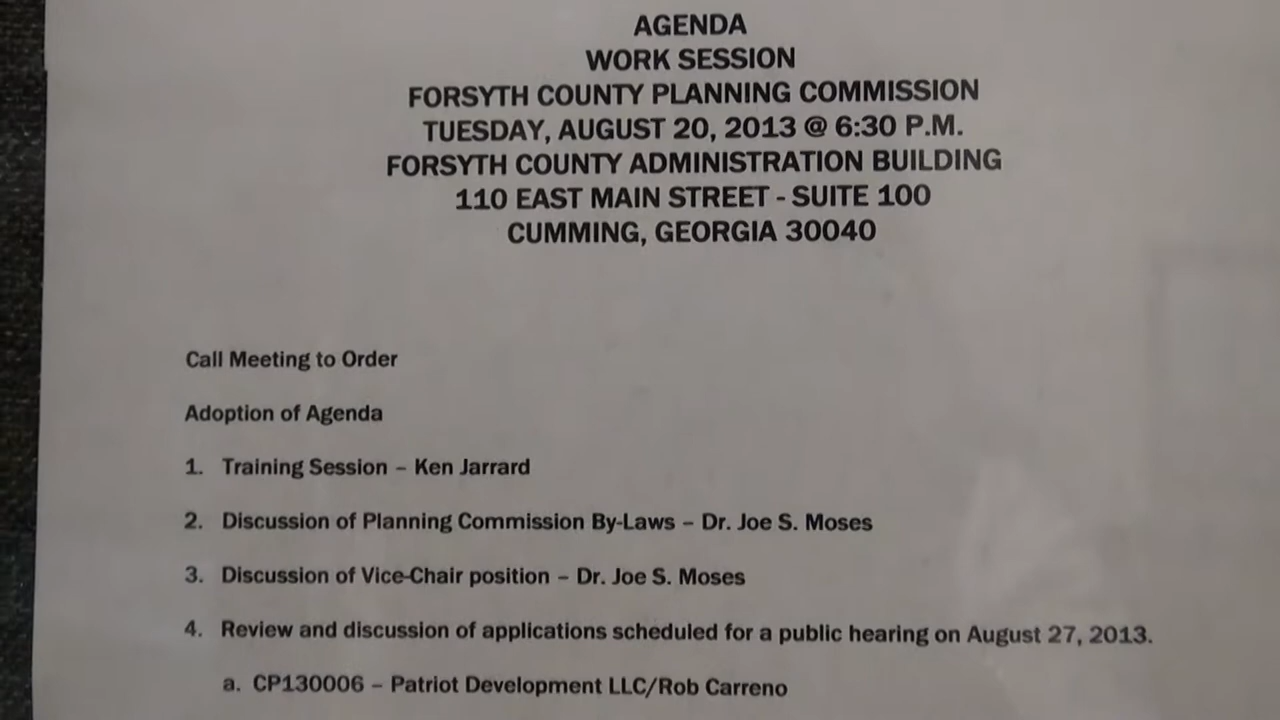 AGENDA
WORK SESSION
FORSYTH COUNTY PLANNING COMMISSION
TUESDAY, AUGUST 20, 2013 @ 6:30 P.M.
FORSYTH COUNTY ADMINISTRATION BUILDING
110 EAST MAIN STREET - SUITE 100
CUMMING, GEORGIA 30040
Call Meeting to Order
Adoption of Agenda
1. Training Session – Ken Jarrard
2. Discussion of Planning Commission By-Laws – Dr. Joe S. Moses
3. Discussion of Vice-Chair position – Dr. Joe S. Moses
4. Review and discussion of applications scheduled for a public hearing on August 27, 2013.
a. CP130006 – Patriot Development LLC/Rob Carreno